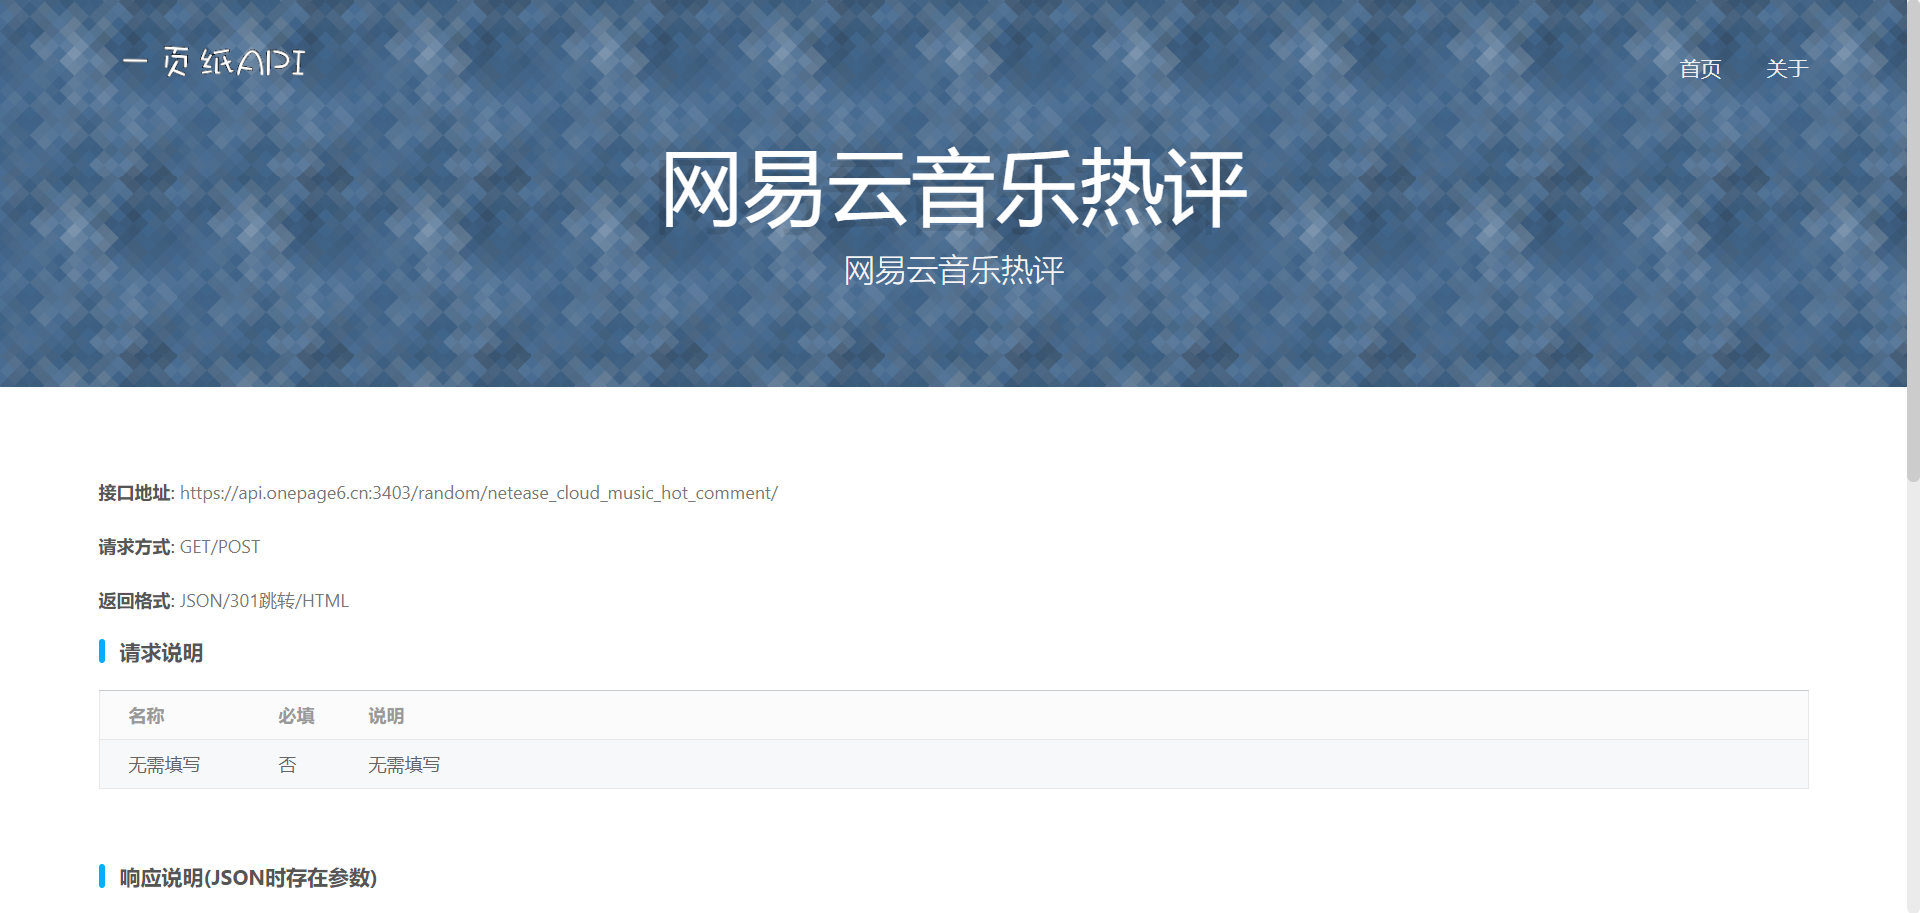 一页纸API
首页 关于
网易云音乐热评
网易云音乐热评
接口地址: https://api.onepage6.cn:3403/random/netease_cloud_music_hot_comment/
请求方式: GET/POST
返回格式: JSON/301跳转/HTML
请求说明
名称 必填 说明
无需填写 否 无需填写
响应说明(JSON时存在参数)